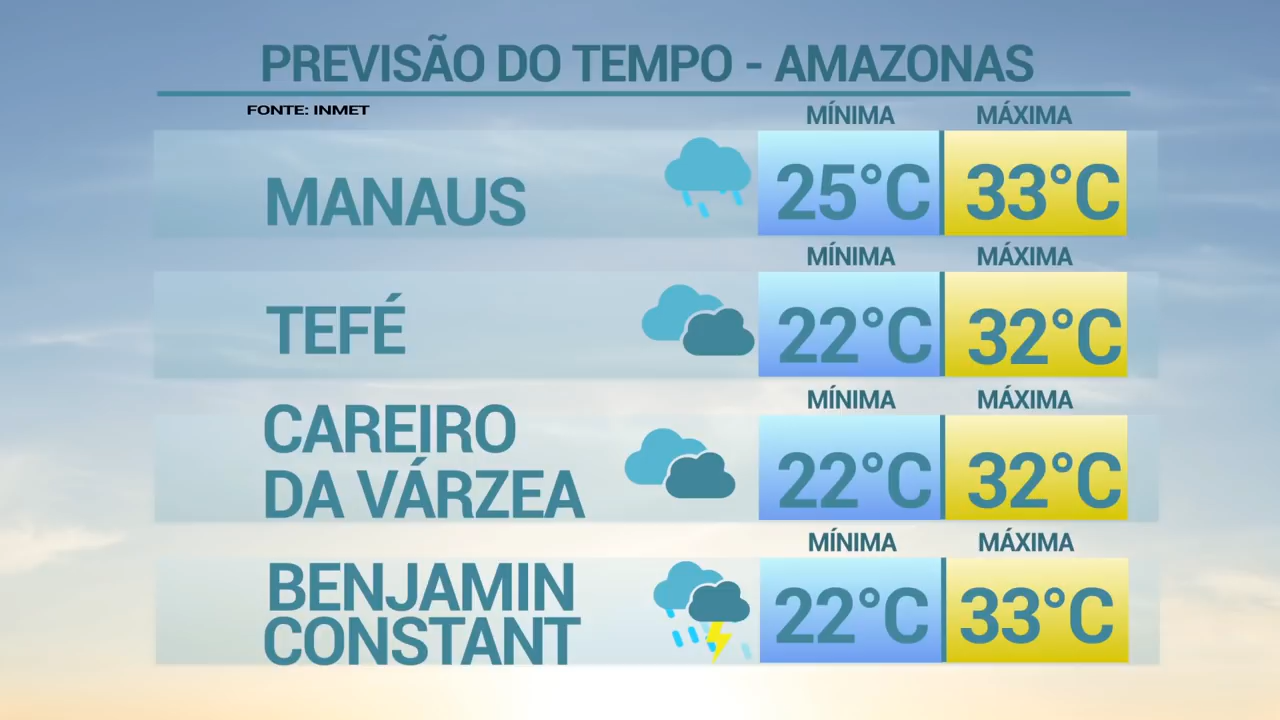 PREVISÃO DO TEMPO - AMAZONAS
FONTE: INMET
MÍNIMA MÁXIMA
MANAUS 25°C 33°C
MÍNIMA MÁXIMA
TEFÉ 22°C 32°C
MÍNIMA MÁXIMA
CAREIRO
DA VÁRZEA 22°C 32°C
MÍNIMA MÁXIMA
BENJAMIN
CONSTANT 22°C 33°C